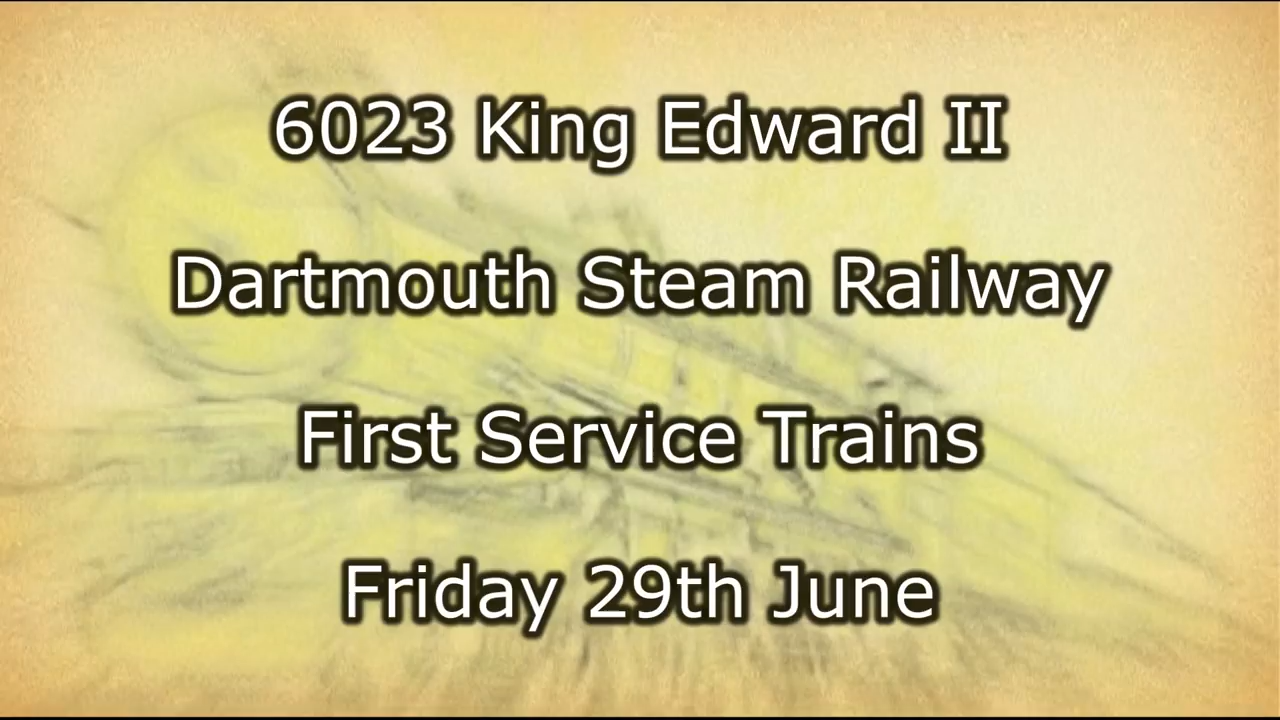 6023 King Edward II
Dartmouth Steam Railway
First Service Trains
Friday 29th June